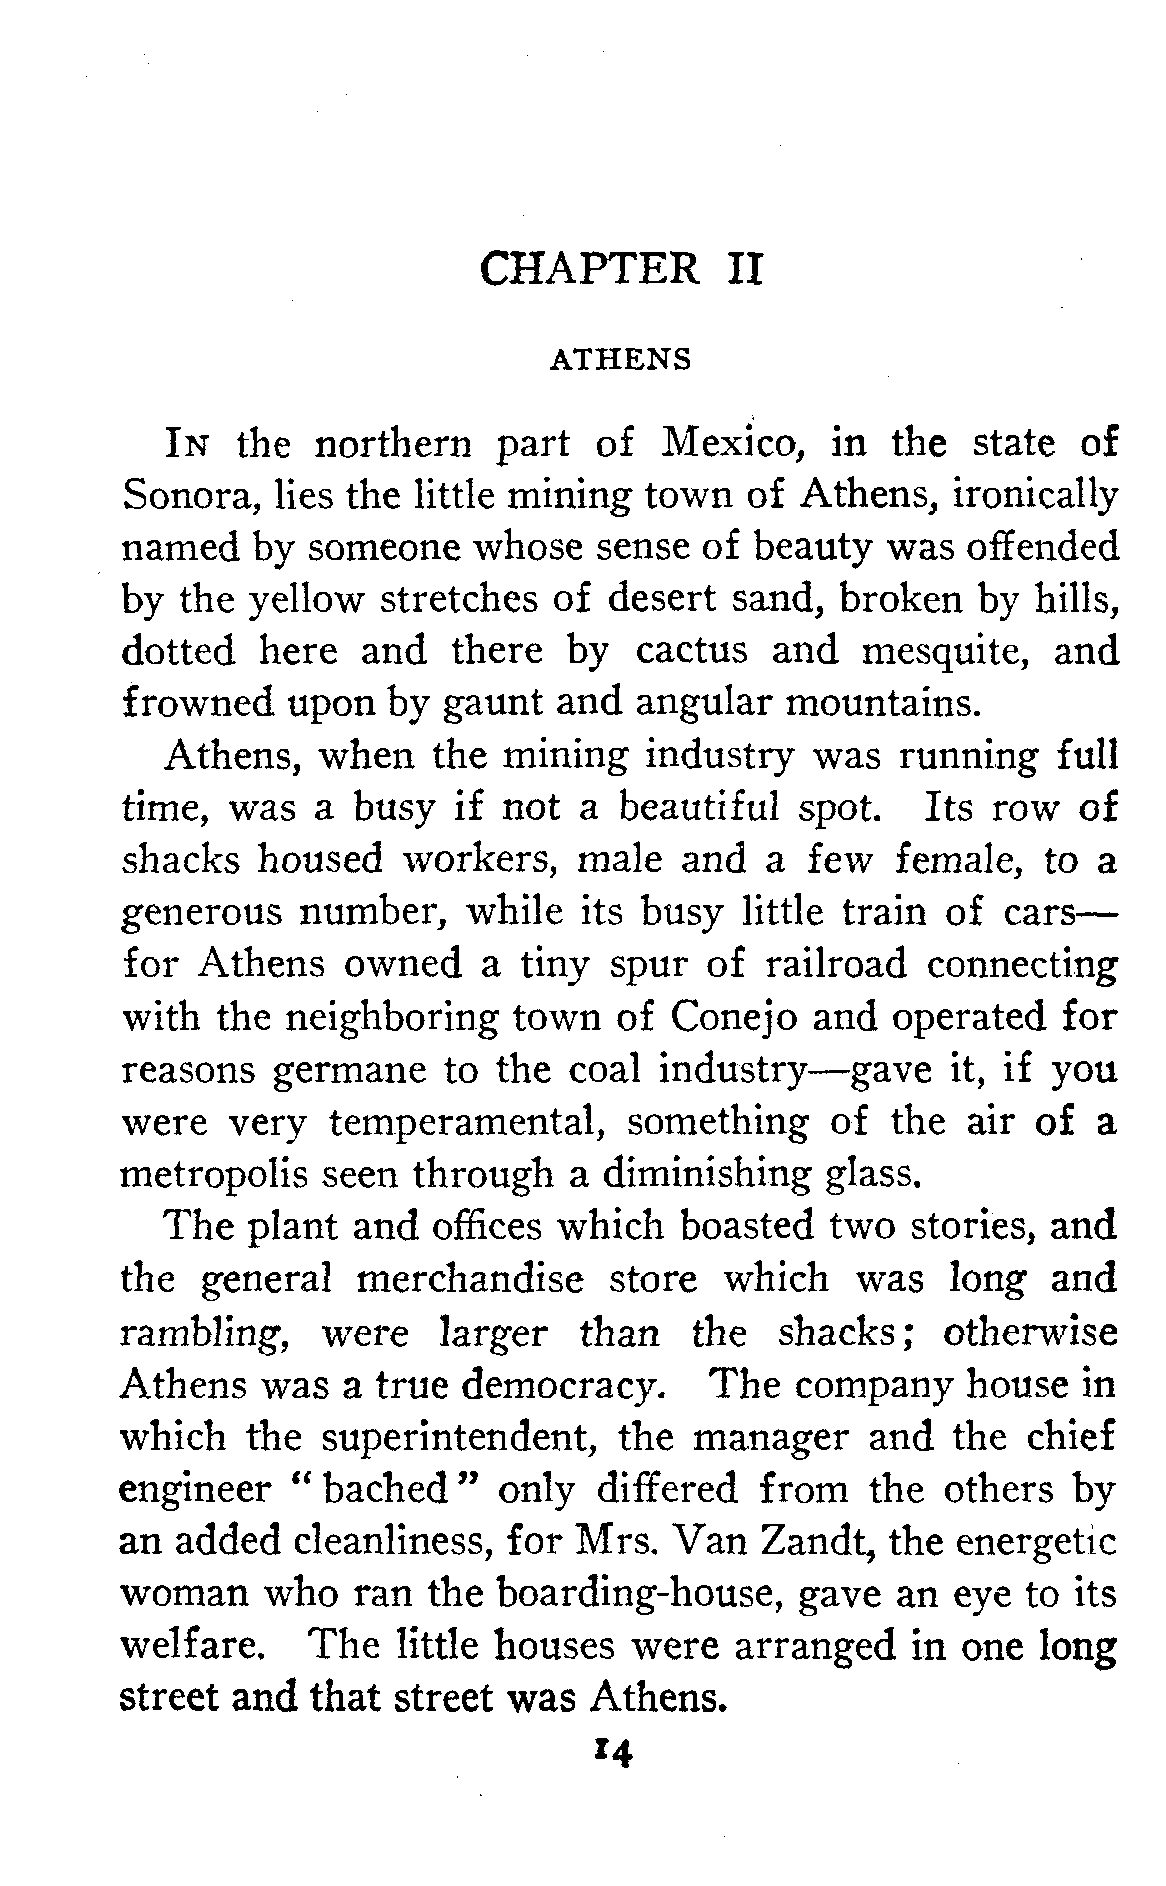 CHAPTER II
ATHENS
In the northern part of Mexico, in the state of
Sonora, lies the little mining town of Athens, ironically
named by someone whose sense of beauty was offended
by the yellow stretches of desert sand, broken by hills,
dotted here and there by cactus and mesquite, and
frowned upon by gaunt and angular mountains.
Athens, when the mining industry was running full
time, was a busy if not a beautiful spot. Its row of
shacks housed workers, male and a few female, to a
generous number, while its busy little train of cars—
for Athens owned a tiny spur of railroad connecting
with the neighboring town of Conejo and operated for
reasons germane to the coal industry—gave it, if you
were very temperamental, something of the air of a
metropolis seen through a diminishing glass.
The plant and offices which boasted two stories, and
the general merchandise store which was long and
rambling, were larger than the shacks; otherwise
Athens was a true democracy. The company house in
which the superintendent, the manager and the chief
engineer “ bached ” only differed from the others by
an added cleanliness, for Mrs. Van Zandt, the energetic
woman who ran the boarding-house, gave an eye to its
welfare. The little houses were arranged in one long
street and that street was Athens.
14